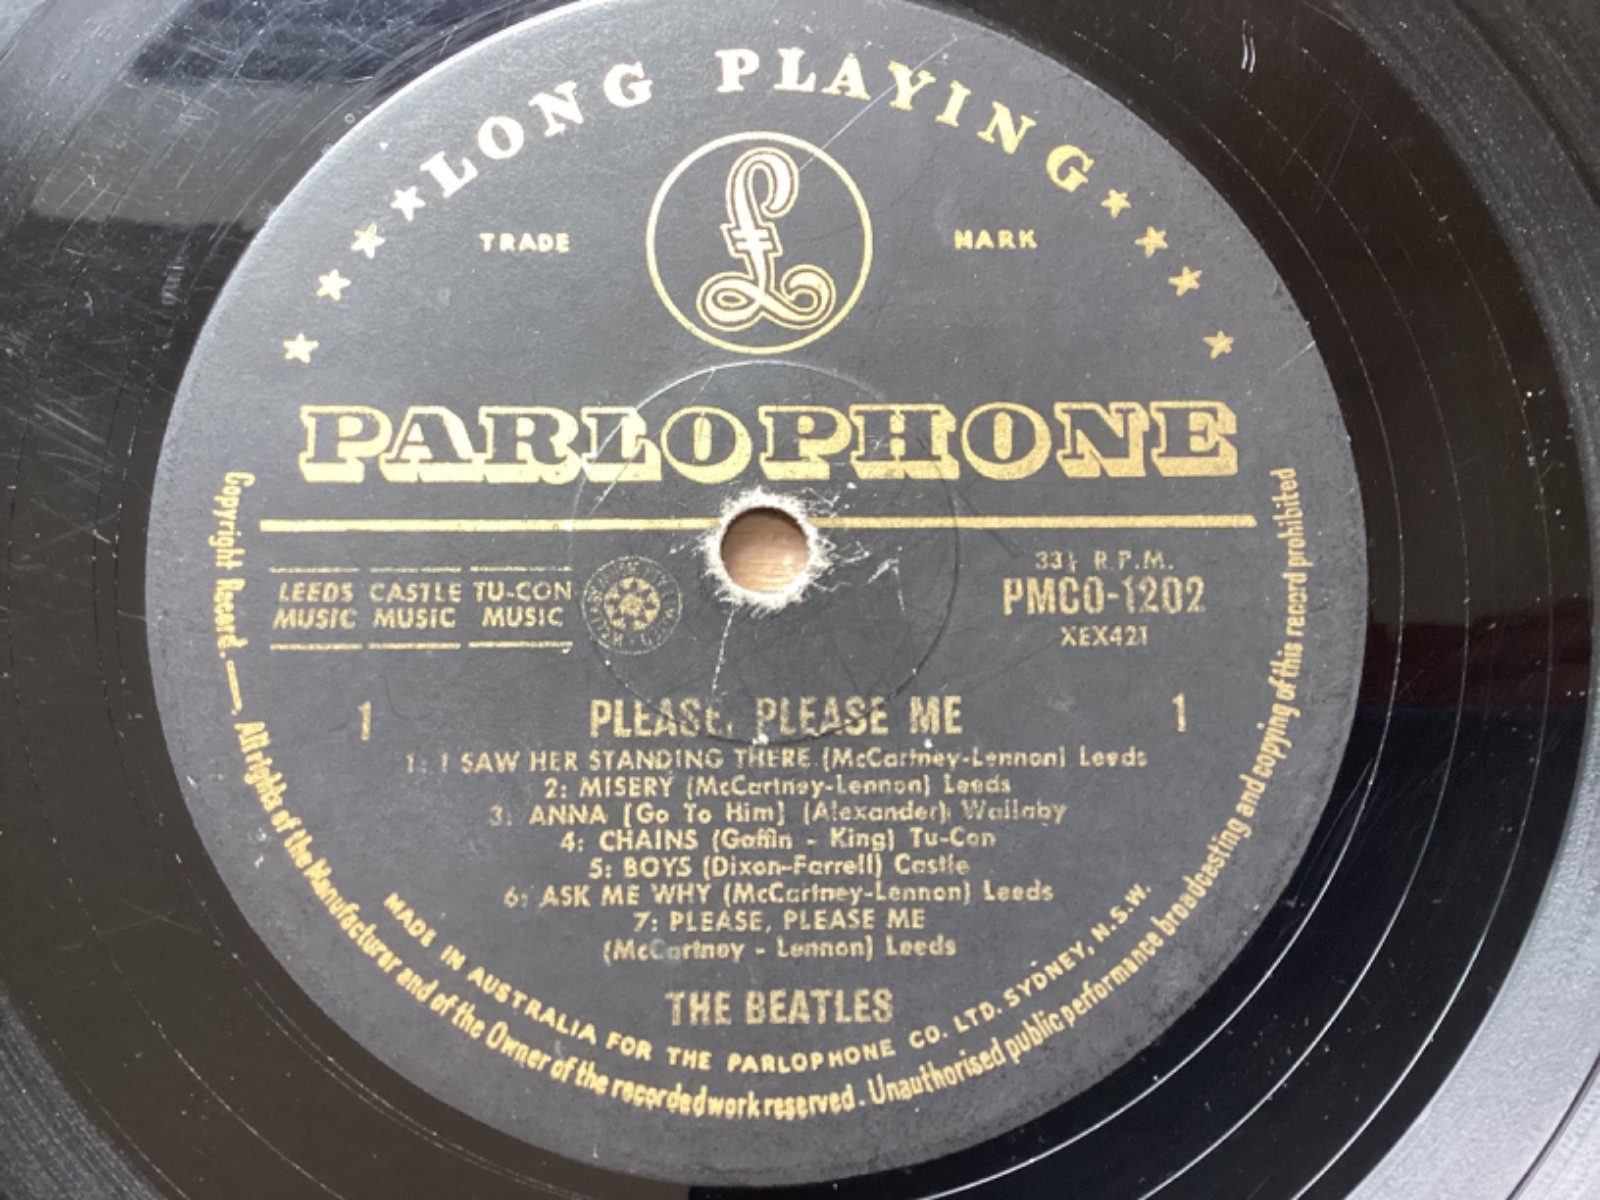 LONG PLAYING
TRADE MARK
£
PARLOPHONE
33⅓ R.P.M.
LEEDS CASTLE TU-CON
MUSIC MUSIC MUSIC
PMCO-1202
XEX421
1 PLEASE, PLEASE ME 1
1: I SAW HER STANDING THERE (McCartney-Lennon) Leeds
2: MISERY (McCartney-Lennon) Leeds
3: ANNA [Go To Him] (Alexander) Wallaby
4: CHAINS (Goffin - King) Tu-Con
5: BOYS (Dixon-Farrell) Castle
6: ASK ME WHY (McCartney-Lennon) Leeds
7: PLEASE, PLEASE ME
(McCartney - Lennon) Leeds
THE BEATLES
MADE IN AUSTRALIA FOR THE PARLOPHONE CO. LTD. SYDNEY, N.S.W.
Copyright Record.—. All rights of the Manufacturer and of the Owner of the recorded work reserved. Unauthorised public performance broadcasting and copying of this record prohibited